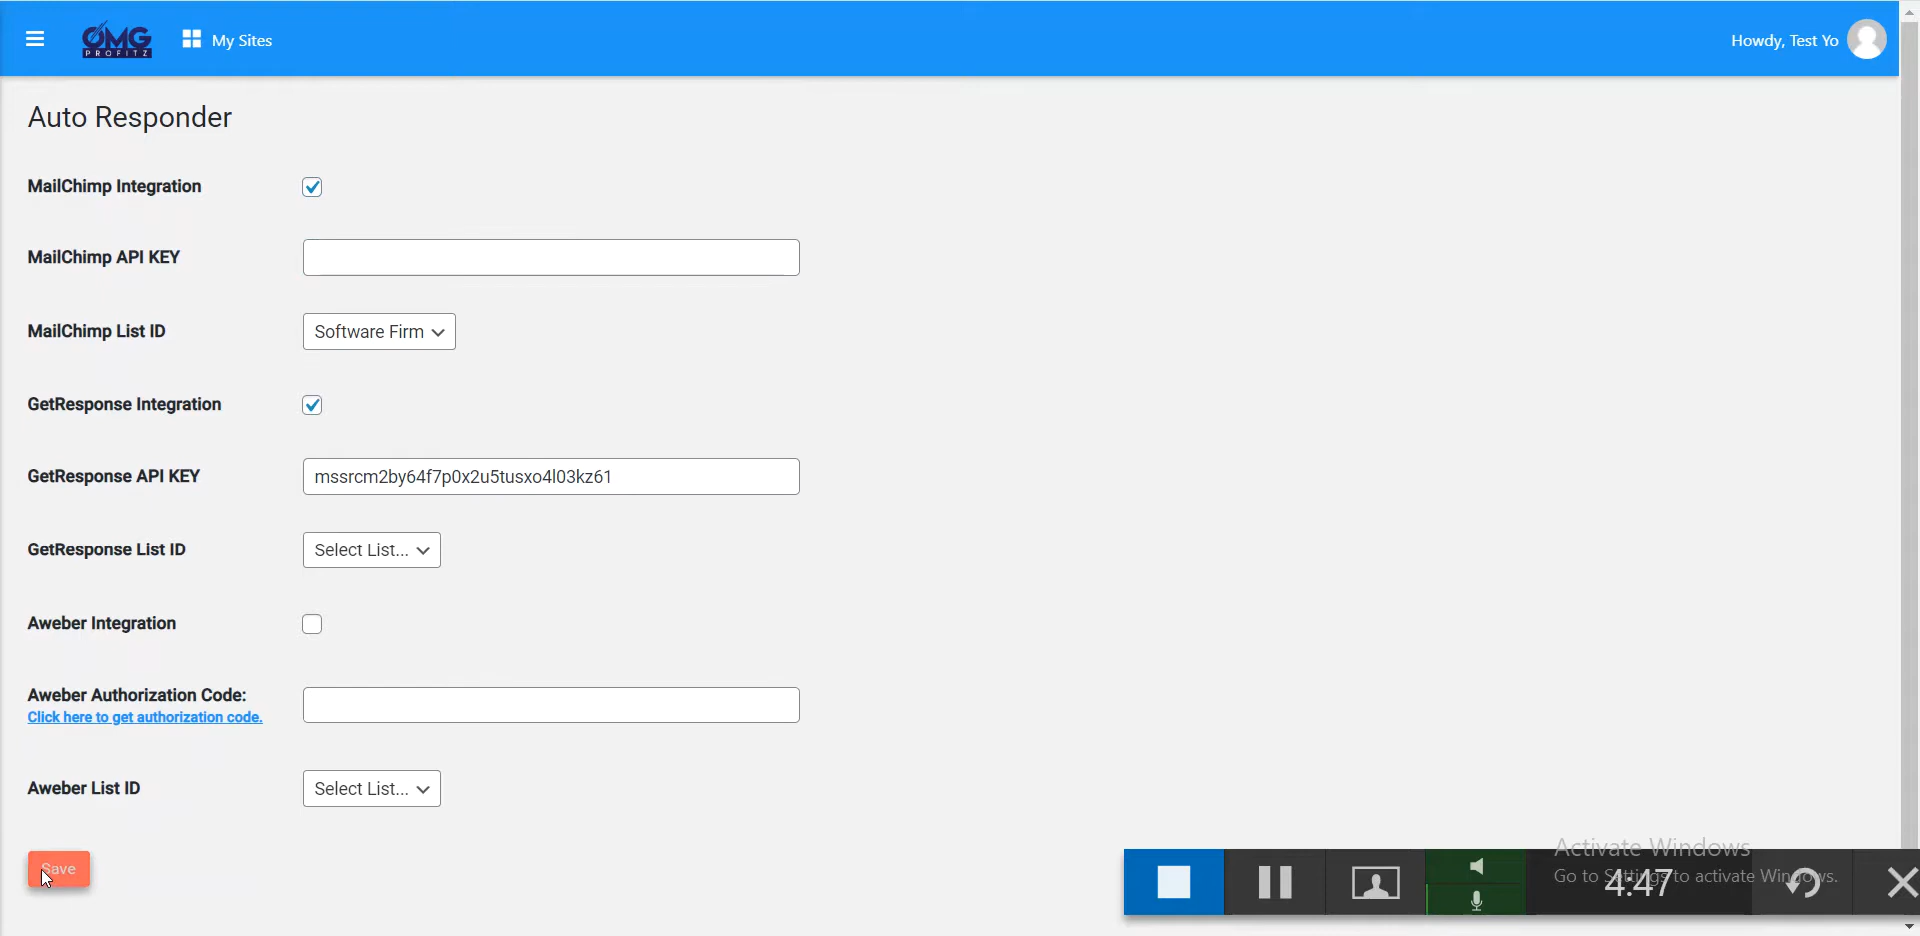 OMG
PROFITZ
My Sites
Howdy, Test Yo
Auto Responder
MailChimp Integration
MailChimp API KEY
MailChimp List ID
Software Firm
GetResponse Integration
GetResponse API KEY
mssrcm2by64f7p0x2u5tusxo4l03kz61
GetResponse List ID
Select List...
Aweber Integration
Aweber Authorization Code:
Click here to get authorization code.
Aweber List ID
Select List...
Save
Activate Windows
Go to Settings to activate Windows.
4:47